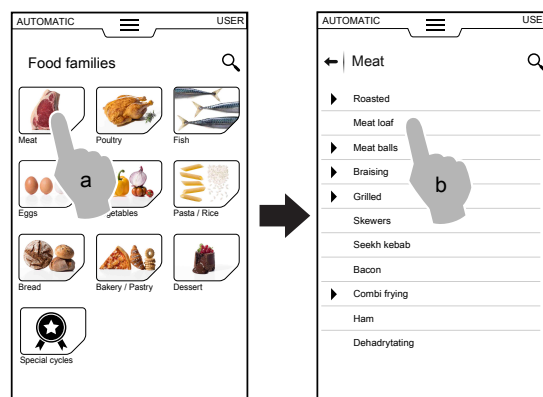 AUTOMATIC USER
Food families
Meat Poultry Fish
a
Eggs getables Pasta / Rice
Bread Bakery / Pastry Dessert
Special cycles
AUTOMATIC USE
Meat
Roasted
Meat loaf
Meat balls
Braising
b
Grilled
Skewers
Seekh kebab
Bacon
Combi frying
Ham
Dehadrytating